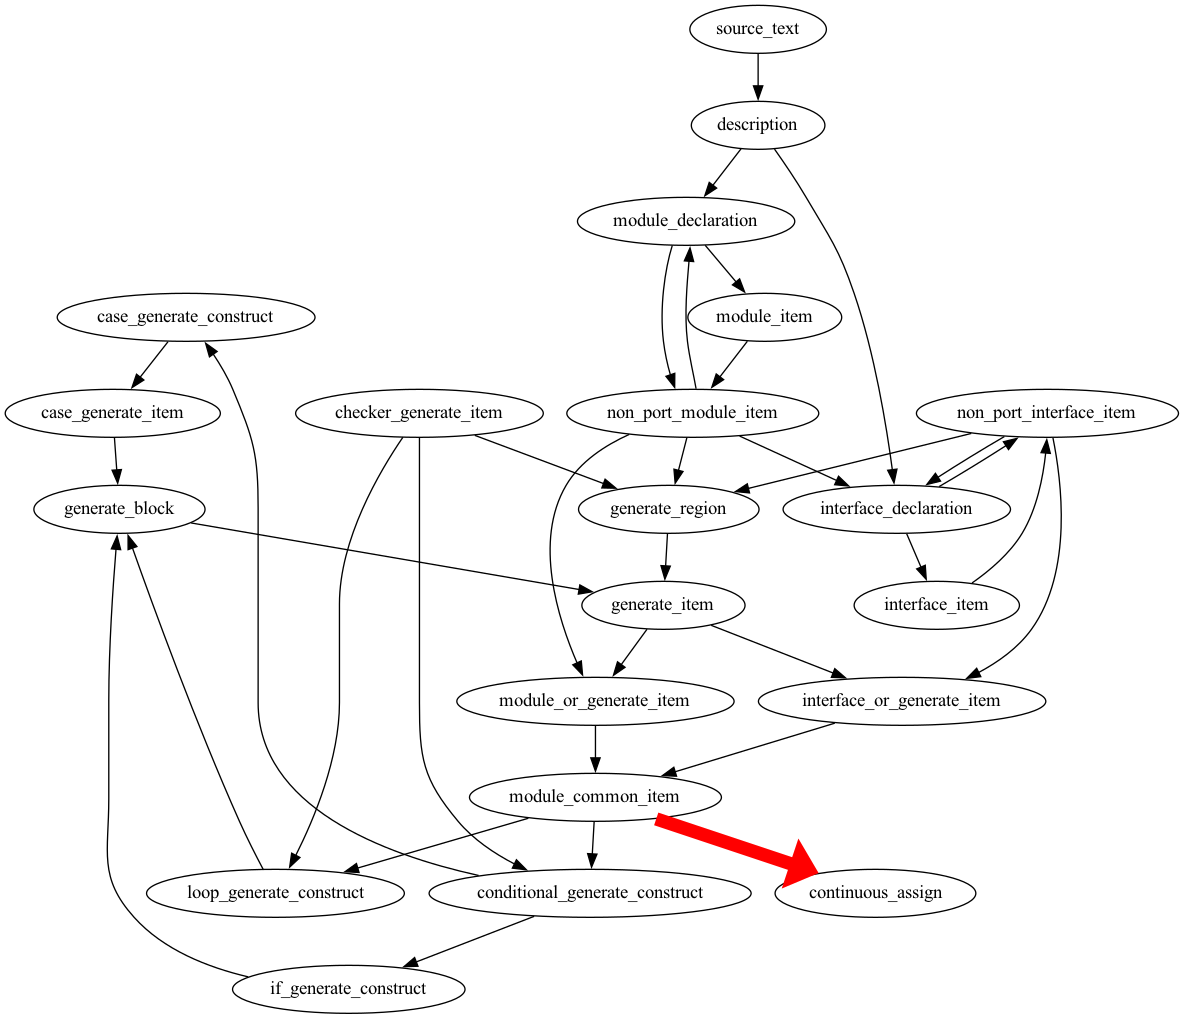 source_text
description
module_declaration
case_generate_construct
module_item
case_generate_item
checker_generate_item
non_port_module_item
non_port_interface_item
generate_block
generate_region
interface_declaration
generate_item
interface_item
module_or_generate_item
interface_or_generate_item
module_common_item
loop_generate_construct
conditional_generate_construct
continuous_assign
if_generate_construct